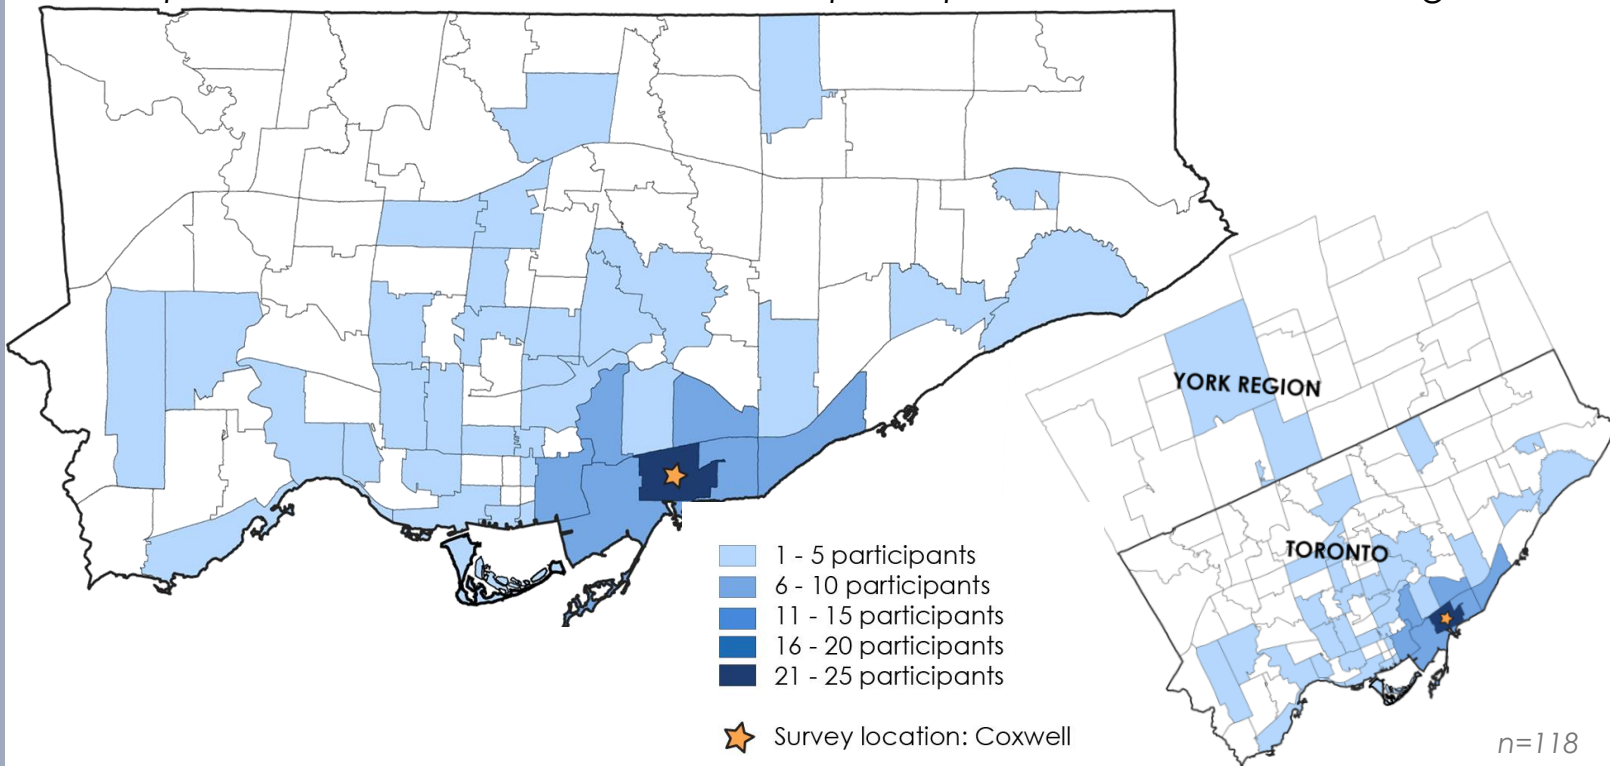 YORK REGION
TORONTO
1 - 5 participants
6 - 10 participants
11 - 15 participants
16 - 20 participants
21 - 25 participants
Survey location: Coxwell
n=118